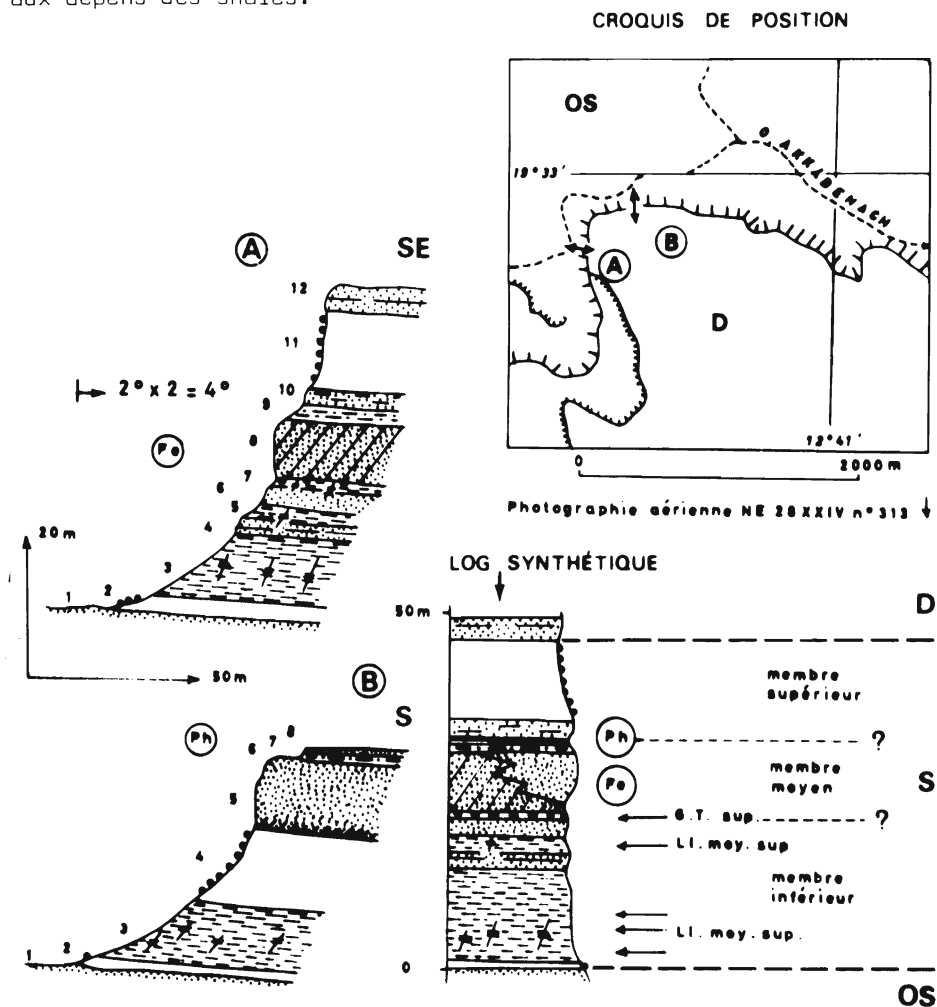 aux dépens des shales.
CROQUIS DE POSITION
OS
O. AKKADEHACH
19°33'
B
A
D
12°41'
0 2000m
Photographie aérienne NE 28XXIV n°313
A SE
12
11
10
2° x 2 = 4°
9
Fe
8
7
6
5
4
3
2
1
20m
50m
B
S
Ph
6 7 8
5
4
3
2
1
LOG SYNTHÉTIQUE
50m
D
membre
supérieur
Ph ?
membre
moyen
Fe
S
G.T. sup. ?
Ll. moy. sup
membre
inférieur
Ll. moy. sup.
0
OS